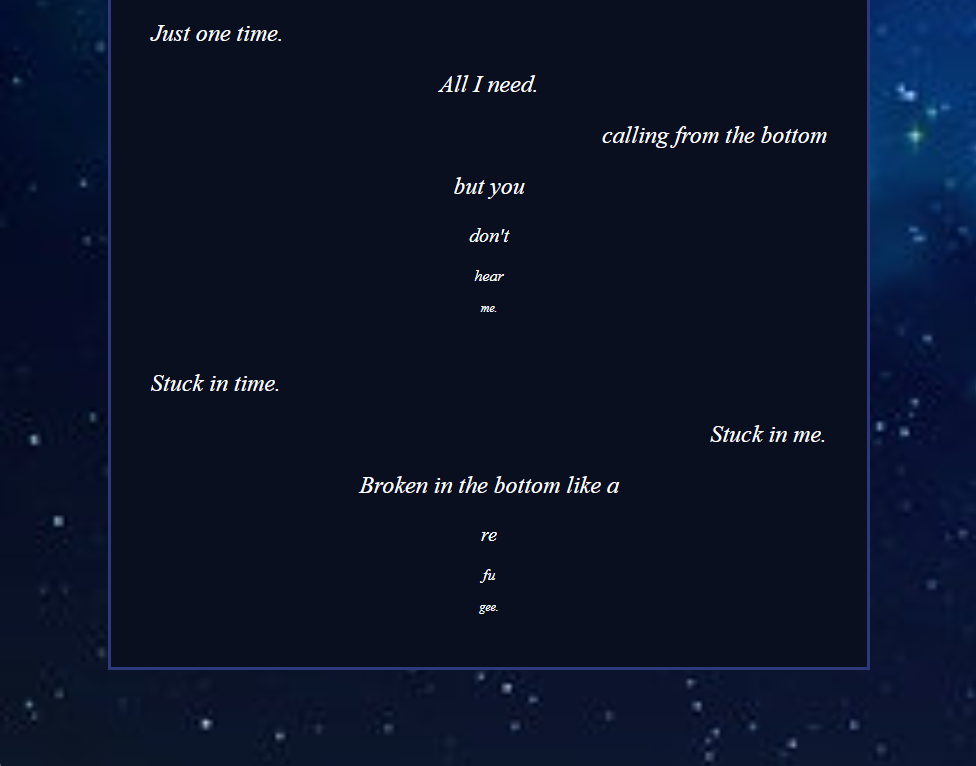 Just one time.
All I need.
calling from the bottom
but you
don't
hear
me.
Stuck in time.
Stuck in me.
Broken in the bottom like a
re
fu
gee.